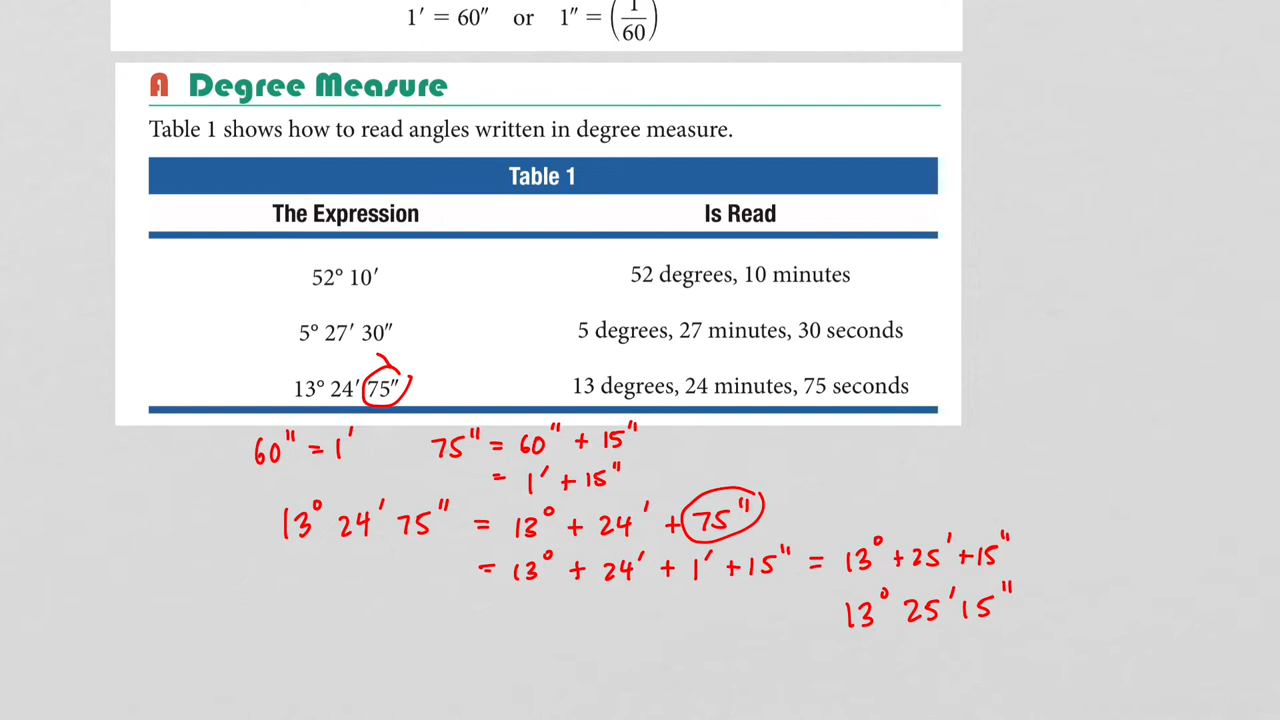 1′ = 60″ or 1″ = (1/60)
A Degree Measure
Table 1 shows how to read angles written in degree measure.
Table 1
The Expression Is Read
52° 10′ 52 degrees, 10 minutes
5° 27′ 30″ 5 degrees, 27 minutes, 30 seconds
13° 24′ 75″ 13 degrees, 24 minutes, 75 seconds
60″ = 1′ 75″ = 60″ + 15″
= 1′ + 15″
13° 24′ 75″ = 13° + 24′ + 75″
= 13° + 24′ + 1′ + 15″ = 13° + 25′ + 15″
13° 25′ 15″